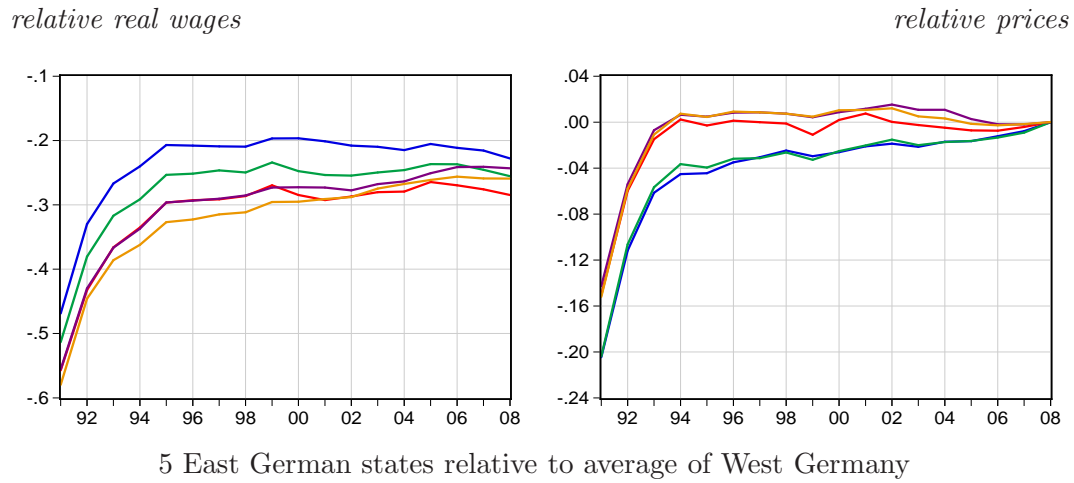 relative real wages
relative prices
-.1
-.2
-.3
-.4
-.5
-.6
92 94 96 98 00 02 04 06 08
.04
.00
-.04
-.08
-.12
-.16
-.20
-.24
92 94 96 98 00 02 04 06 08
5 East German states relative to average of West Germany